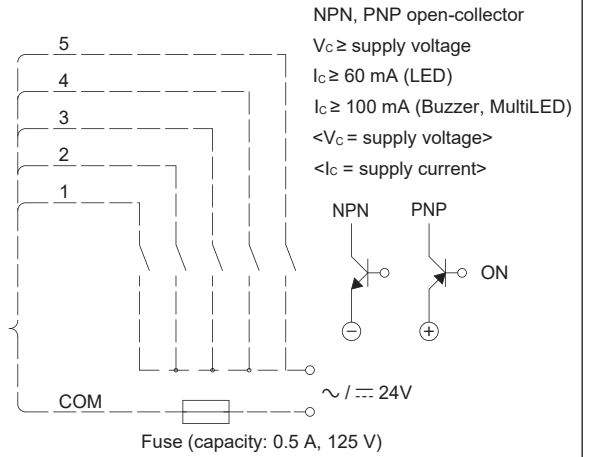 NPN, PNP open-collector
Vc ≥ supply voltage
Ic ≥ 60 mA (LED)
Ic ≥ 100 mA (Buzzer, MultiLED)
<Vc = supply voltage>
<Ic = supply current>
5
4
3
2
1
NPN PNP
ON
− +
∼ / ⎓ 24V
COM
Fuse (capacity: 0.5 A, 125 V)